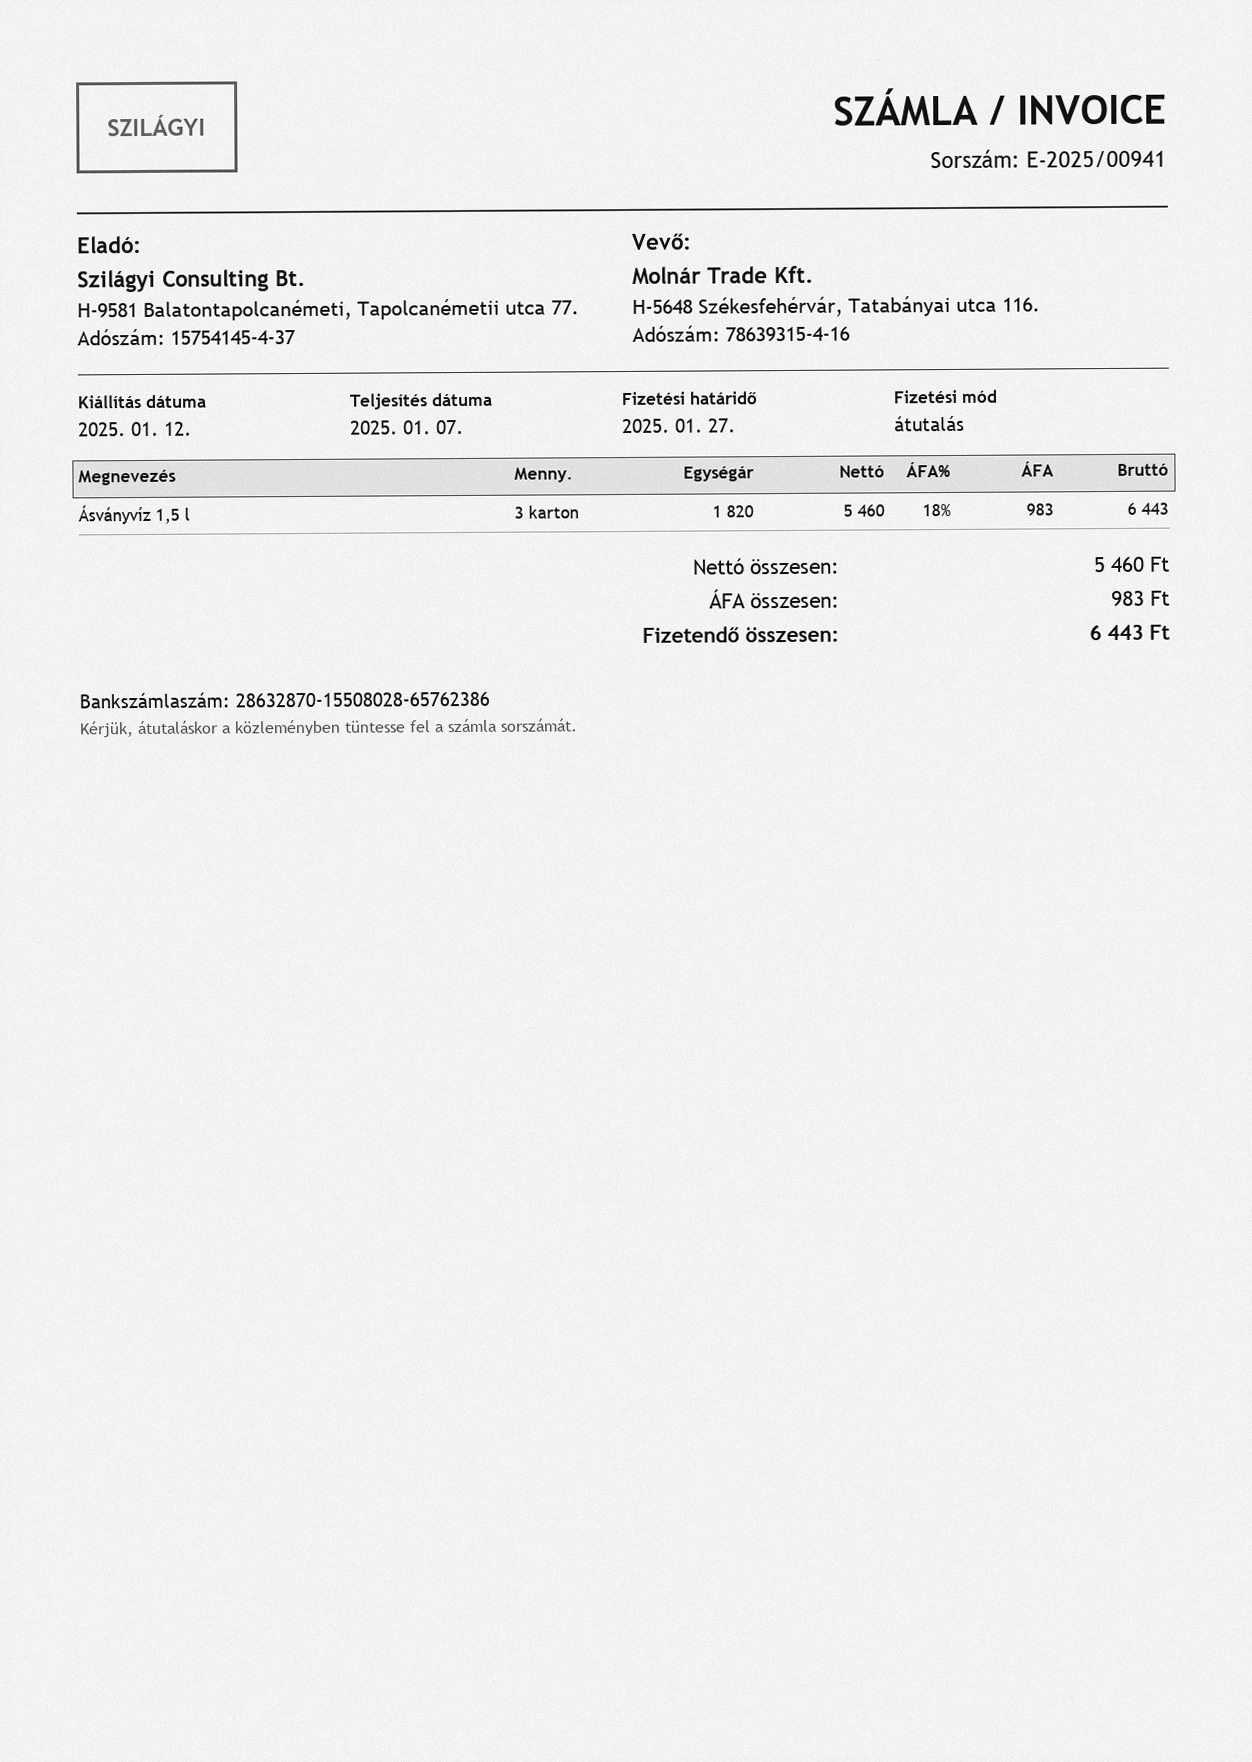 SZILÁGYI
SZÁMLA / INVOICE
Sorszám: E-2025/00941
Eladó:
Szilágyi Consulting Bt.
H-9581 Balatontapolcanémeti, Tapolcanémetii utca 77.
Adószám: 15754145-4-37
Vevő:
Molnár Trade Kft.
H-5648 Székesfehérvár, Tatabányai utca 116.
Adószám: 78639315-4-16
Kiállítás dátuma Teljesítés dátuma Fizetési határidő Fizetési mód
2025. 01. 12. 2025. 01. 07. 2025. 01. 27. átutalás
Megnevezés Menny. Egységár Nettó ÁFA% ÁFA Bruttó
Ásványvíz 1,5 l 3 karton 1 820 5 460 18% 983 6 443
Nettó összesen: 5 460 Ft
ÁFA összesen: 983 Ft
Fizetendő összesen: 6 443 Ft
Bankszámlaszám: 28632870-15508028-65762386
Kérjük, átutaláskor a közleményben tüntesse fel a számla sorszámát.